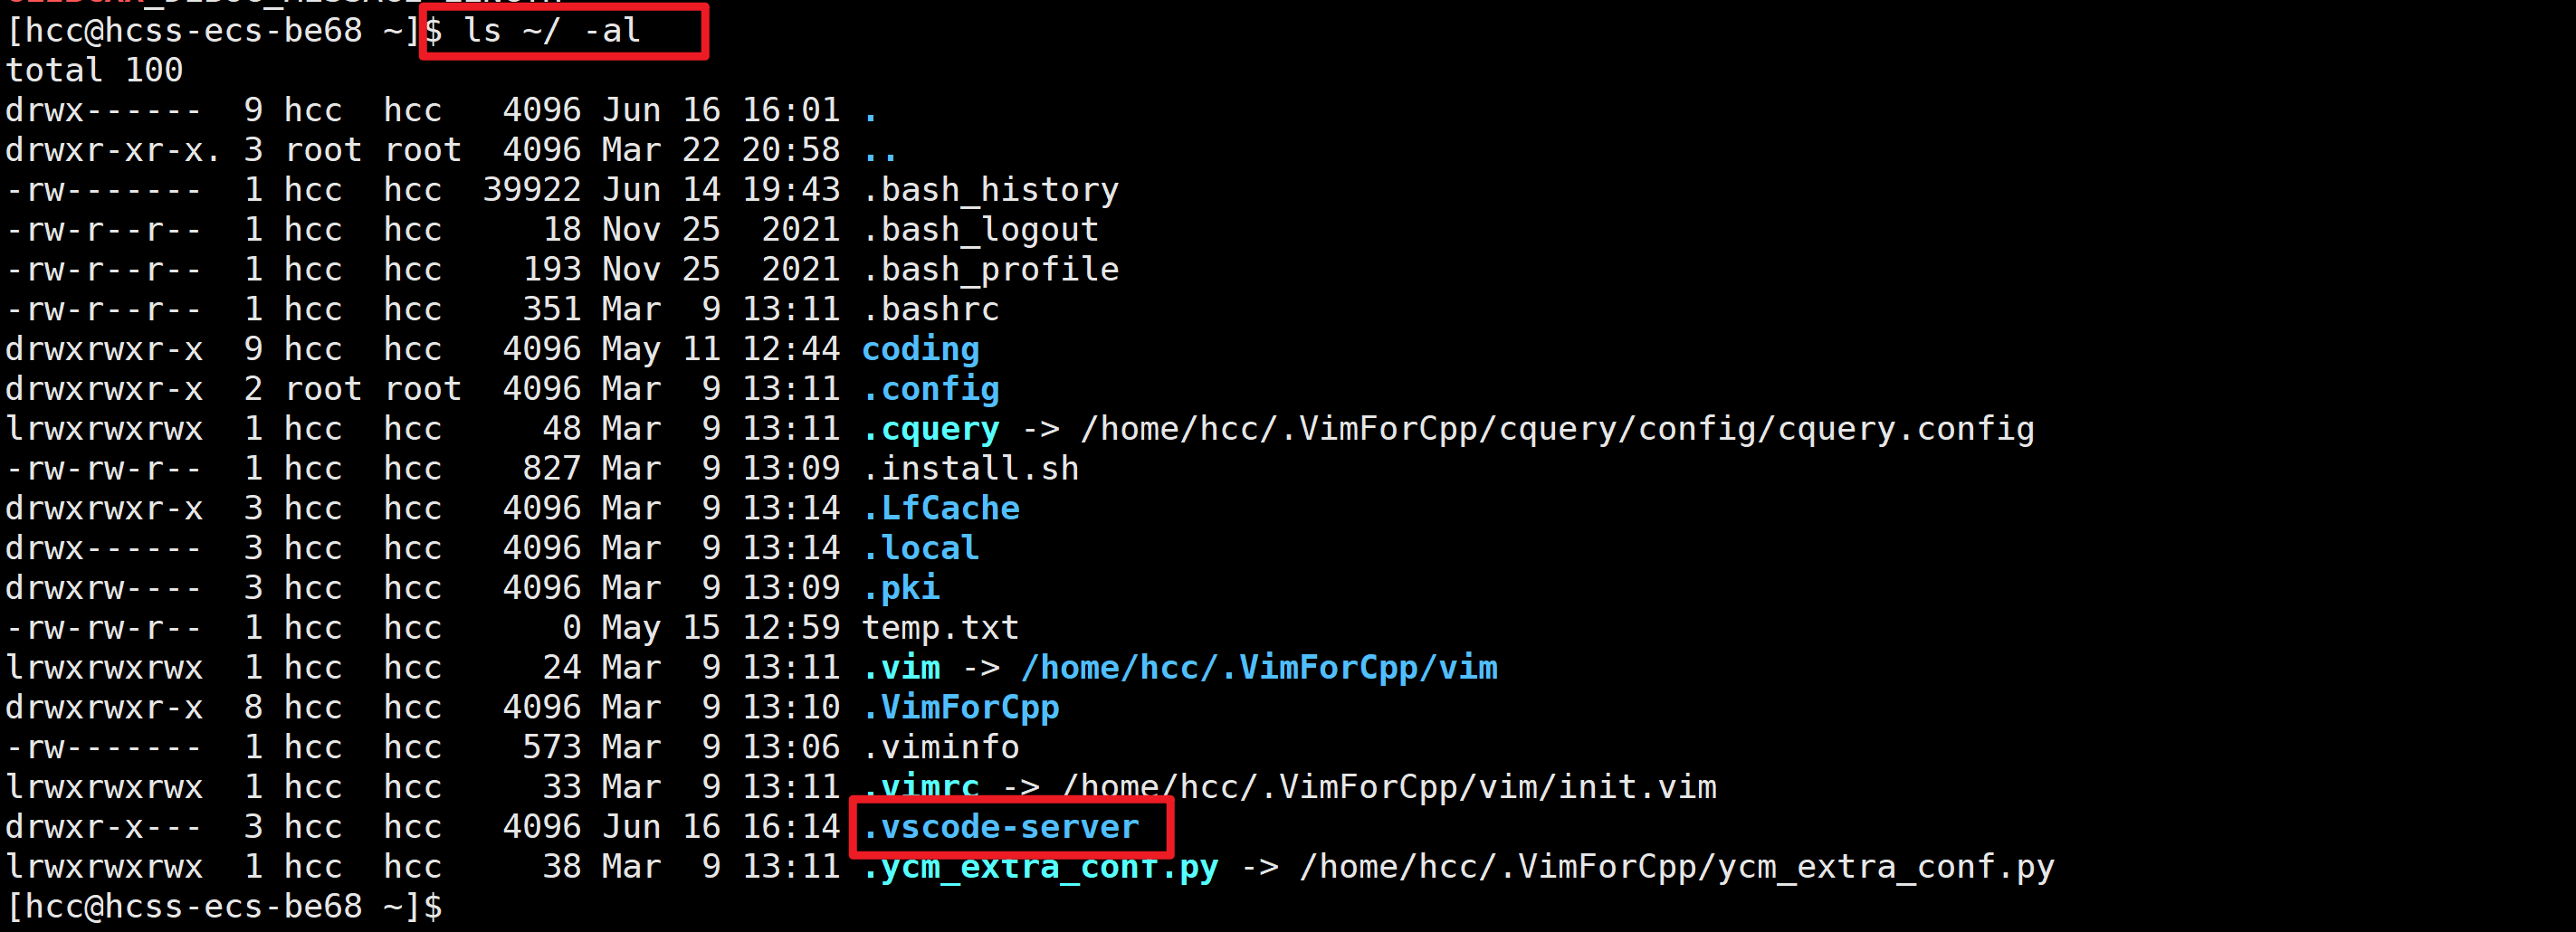 [hcc@hcss-ecs-be68 ~]$ ls ~/ -al
total 100
drwx------  9 hcc  hcc   4096 Jun 16 16:01 .
drwxr-xr-x. 3 root root  4096 Mar 22 20:58 ..
-rw-------  1 hcc  hcc  39922 Jun 14 19:43 .bash_history
-rw-r--r--  1 hcc  hcc     18 Nov 25  2021 .bash_logout
-rw-r--r--  1 hcc  hcc    193 Nov 25  2021 .bash_profile
-rw-r--r--  1 hcc  hcc    351 Mar  9 13:11 .bashrc
drwxrwxr-x  9 hcc  hcc   4096 May 11 12:44 coding
drwxrwxr-x  2 root root  4096 Mar  9 13:11 .config
lrwxrwxrwx  1 hcc  hcc     48 Mar  9 13:11 .cquery -> /home/hcc/.VimForCpp/cquery/config/cquery.config
-rw-rw-r--  1 hcc  hcc    827 Mar  9 13:09 .install.sh
drwxrwxr-x  3 hcc  hcc   4096 Mar  9 13:14 .LfCache
drwx------  3 hcc  hcc   4096 Mar  9 13:14 .local
drwxrw----  3 hcc  hcc   4096 Mar  9 13:09 .pki
-rw-rw-r--  1 hcc  hcc      0 May 15 12:59 temp.txt
lrwxrwxrwx  1 hcc  hcc     24 Mar  9 13:11 .vim -> /home/hcc/.VimForCpp/vim
drwxrwxr-x  8 hcc  hcc   4096 Mar  9 13:10 .VimForCpp
-rw-------  1 hcc  hcc    573 Mar  9 13:06 .viminfo
lrwxrwxrwx  1 hcc  hcc     33 Mar  9 13:11 .vimrc -> /home/hcc/.VimForCpp/vim/init.vim
drwxr-x---  3 hcc  hcc   4096 Jun 16 16:14 .vscode-server
lrwxrwxrwx  1 hcc  hcc     38 Mar  9 13:11 .ycm_extra_conf.py -> /home/hcc/.VimForCpp/ycm_extra_conf.py
[hcc@hcss-ecs-be68 ~]$